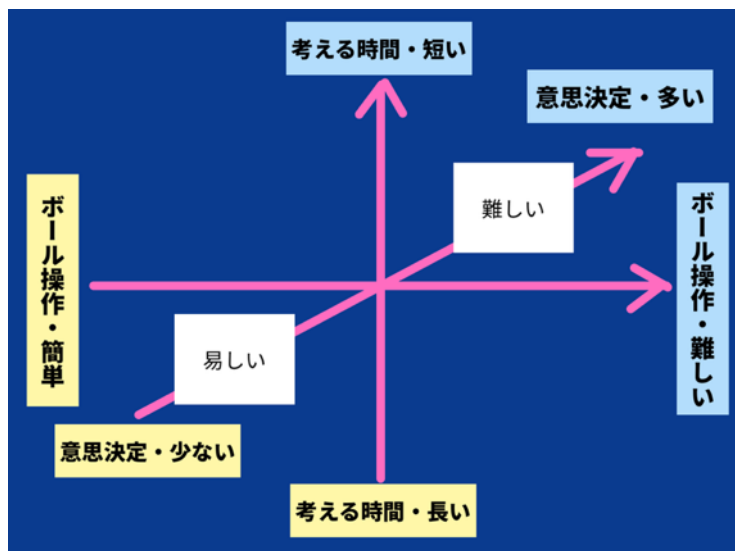 考える時間・短い
意思決定・多い
ボール操作・簡単
難しい
ボール操作・難しい
易しい
意思決定・少ない
考える時間・長い